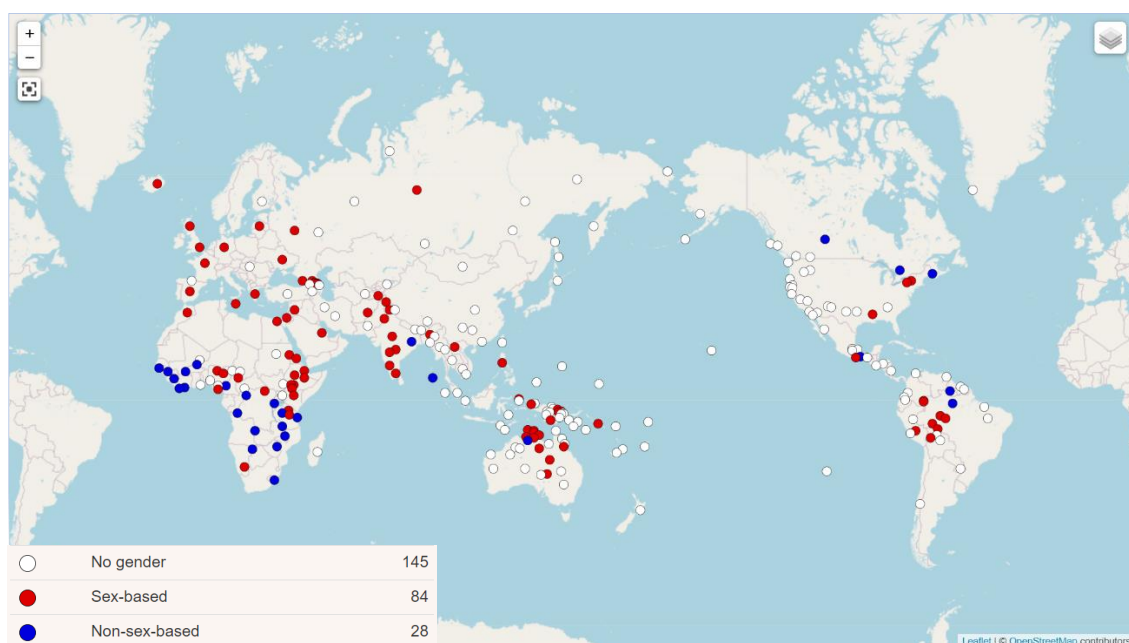 +
−
No gender 145
Sex-based 84
Non-sex-based 28
Leaflet | © OpenStreetMap contributors